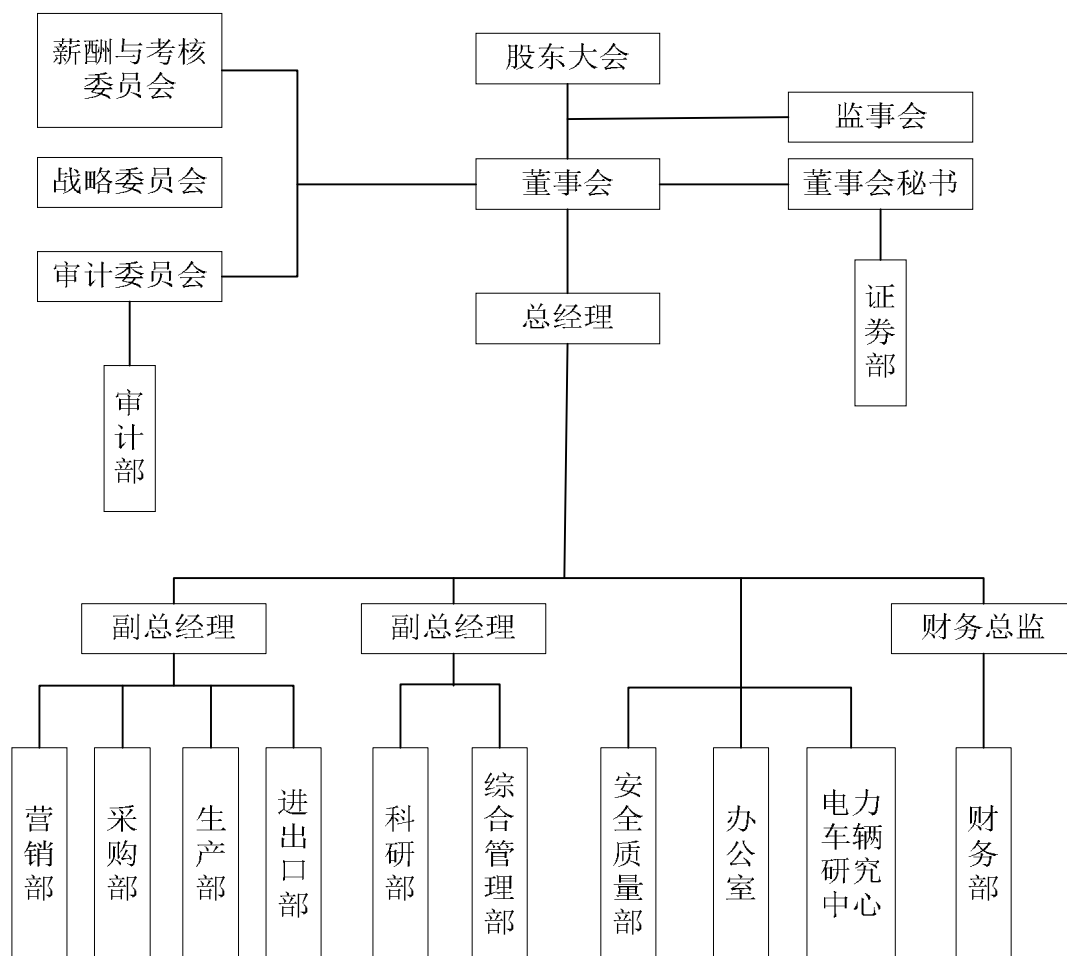 薪酬与考核
委员会
股东大会
监事会
战略委员会
董事会
董事会秘书
审计委员会
总经理
证券部
审计部
副总经理
副总经理
财务总监
营销部
采购部
生产部
进出口部
科研部
综合管理部
安全质量部
办公室
电力
车辆
研究
中心
财务部